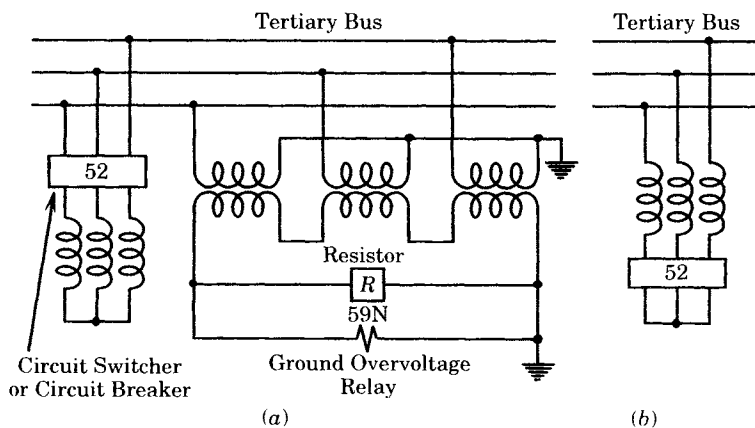 Tertiary Bus
Tertiary Bus
52
Resistor
R
52
59N
Circuit Switcher
or Circuit Breaker
Ground Overvoltage
Relay
(a)
(b)